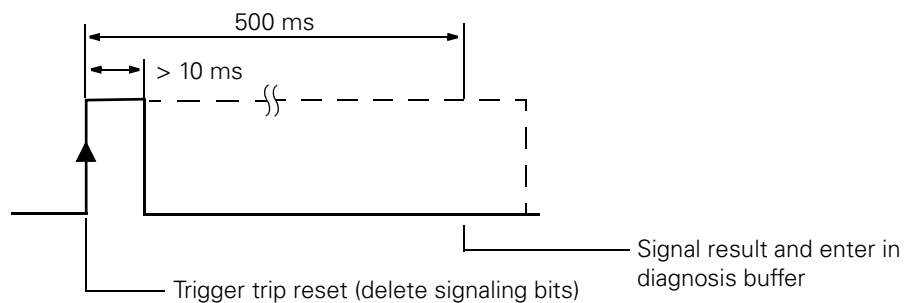 500 ms
> 10 ms
Signal result and enter in
diagnosis buffer
Trigger trip reset (delete signaling bits)